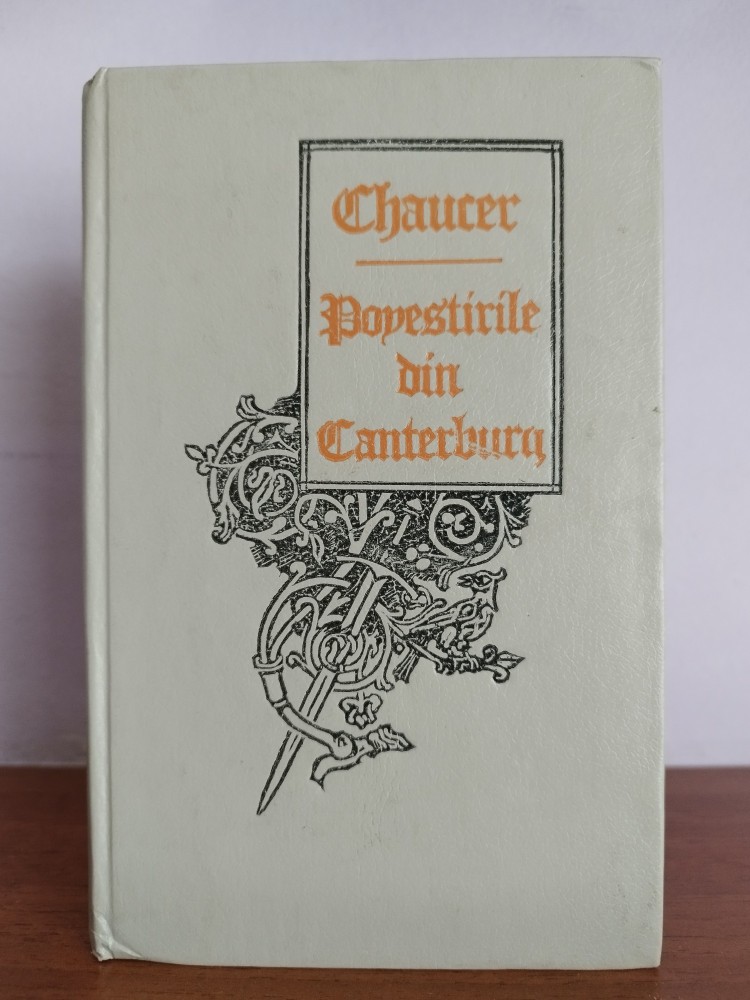 Chaucer
Povestirile
din
Canterbury